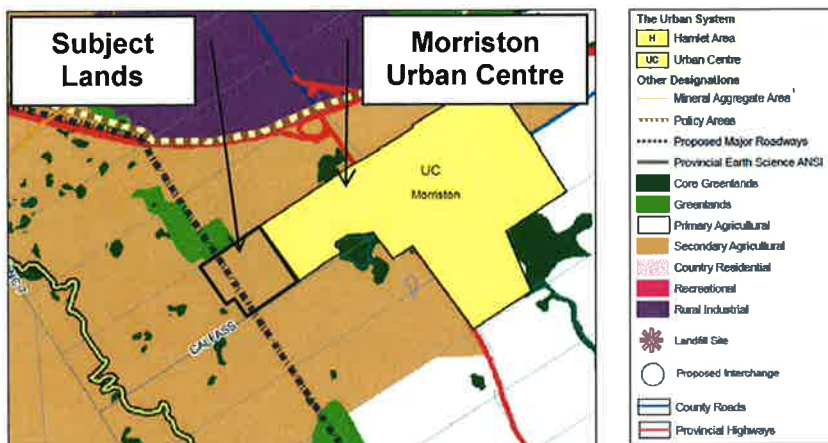 Subject
Lands
Morriston
Urban Centre
UC
Morriston
CALFASS
The Urban System
H Hamlet Area
UC Urban Centre
Other Designations
Mineral Aggregate Area
Policy Areas
Proposed Major Roadways
Provincial Earth Science ANSI
Core Greenlands
Greenlands
Primary Agricultural
Secondary Agricultural
Country Residential
Recreational
Rural Industrial
Landfill Site
Proposed Interchange
County Roads
Provincial Highways